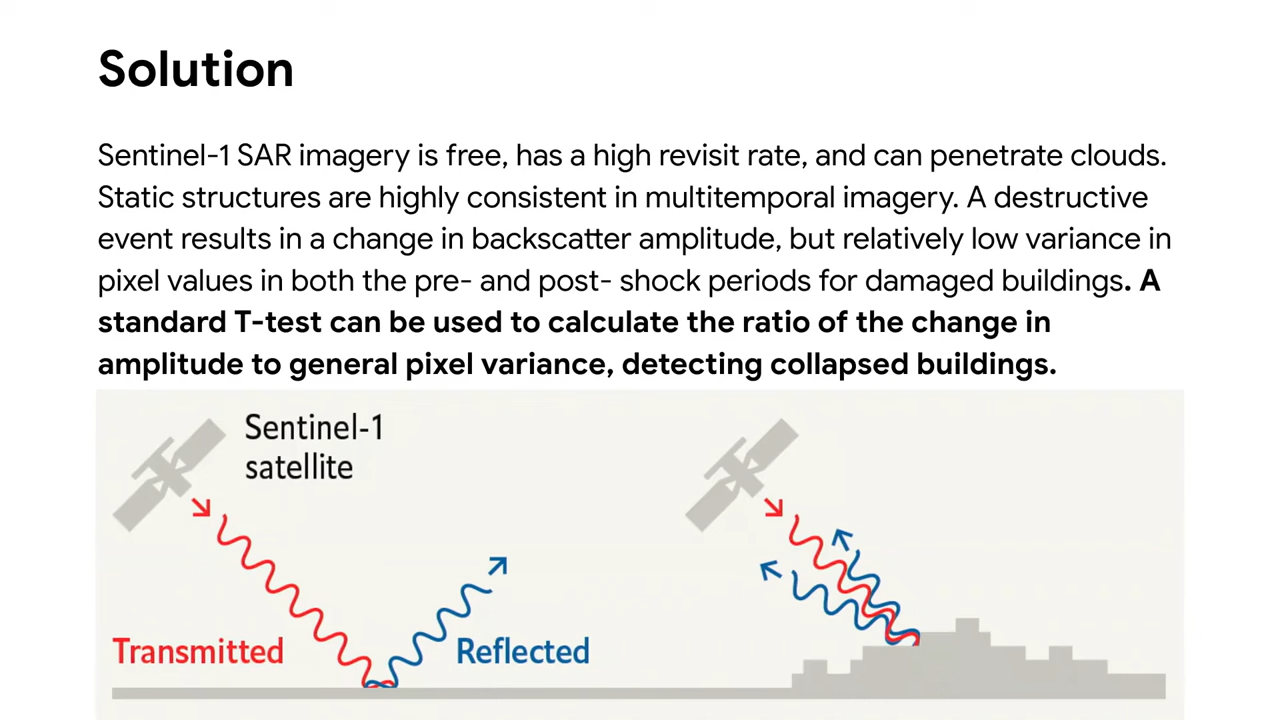 Solution
Sentinel-1 SAR imagery is free, has a high revisit rate, and can penetrate clouds.
Static structures are highly consistent in multitemporal imagery. A destructive
event results in a change in backscatter amplitude, but relatively low variance in
pixel values in both the pre- and post- shock periods for damaged buildings. A
standard T-test can be used to calculate the ratio of the change in
amplitude to general pixel variance, detecting collapsed buildings.
Sentinel-1
satellite
Transmitted
Reflected